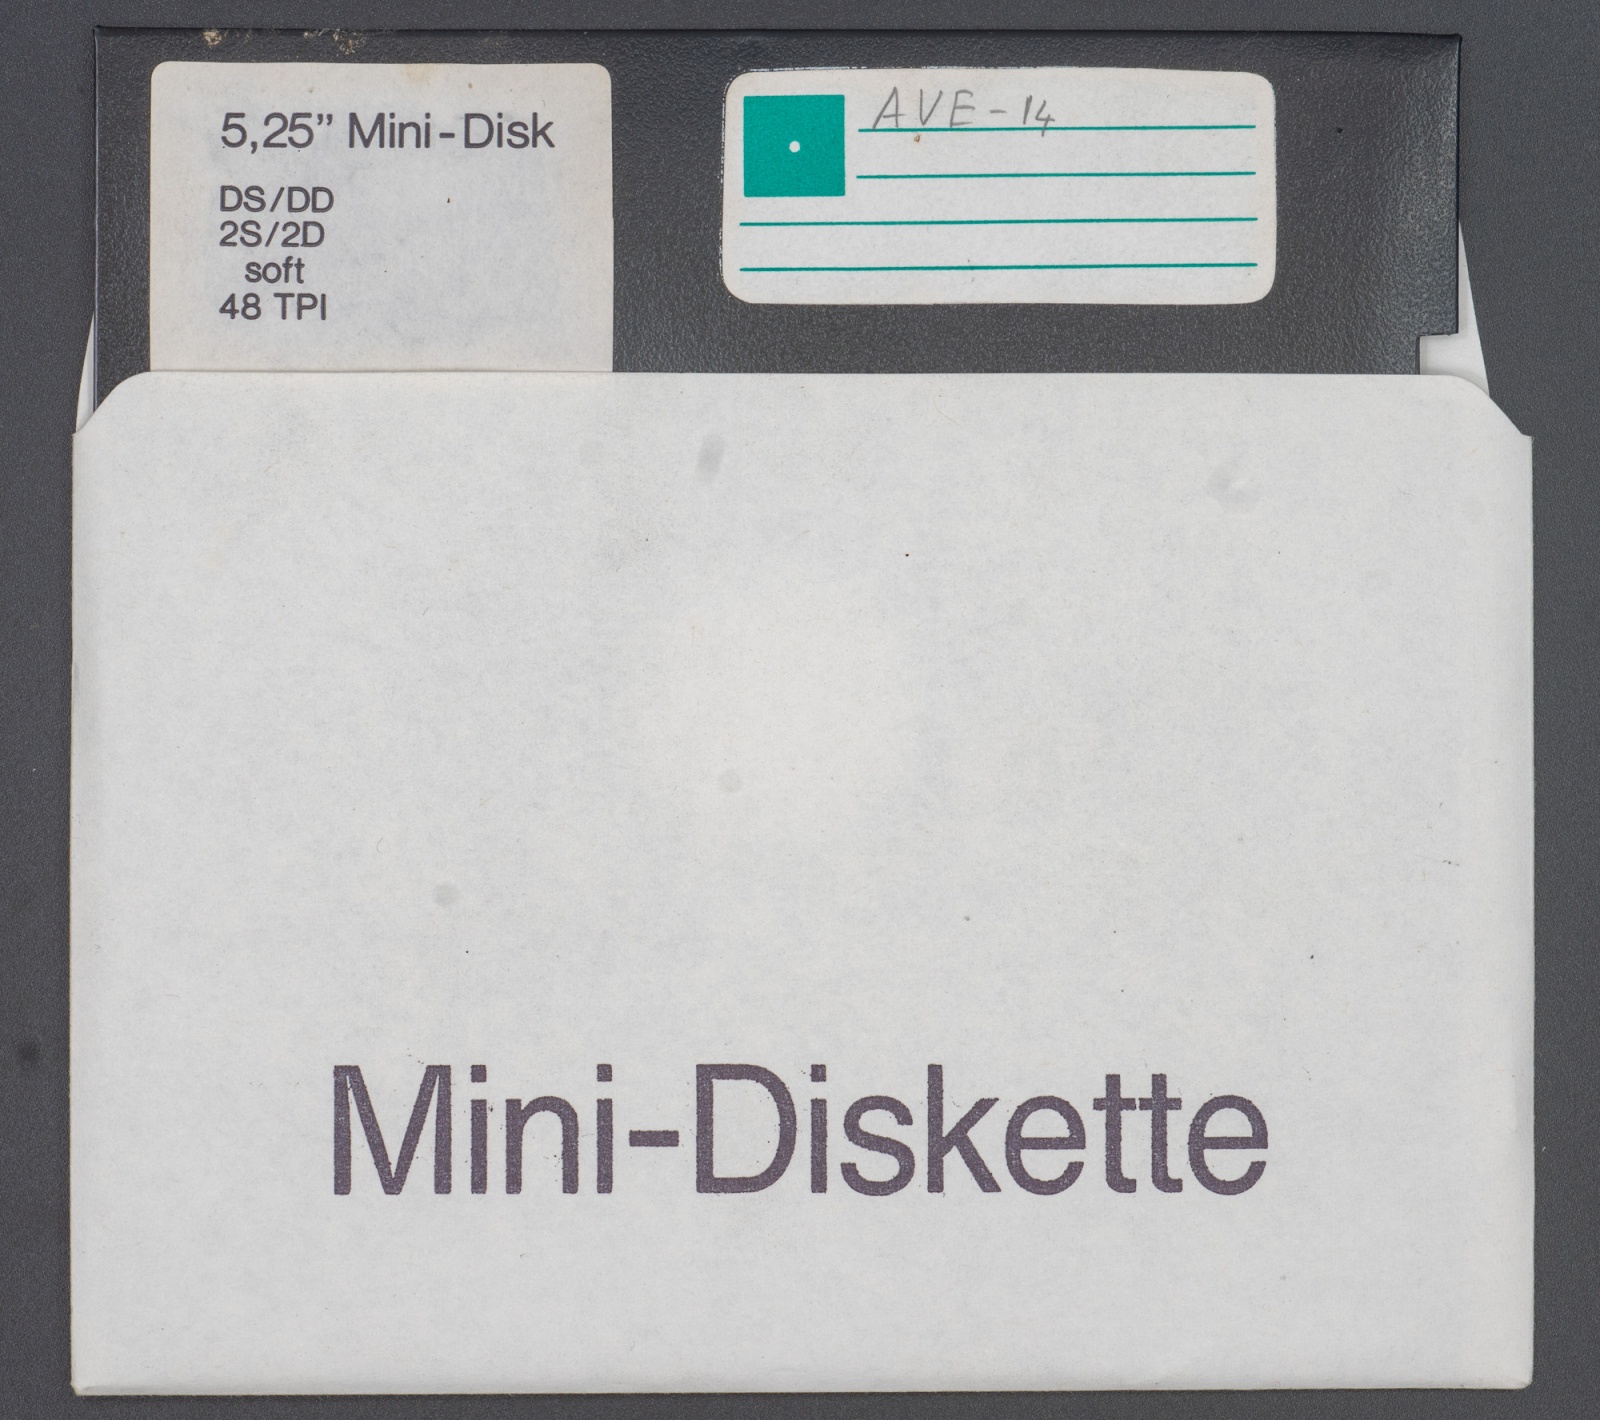 5,25” Mini-Disk
DS/DD
2S/2D
soft
48 TPI
AVE-14
Mini-Diskette